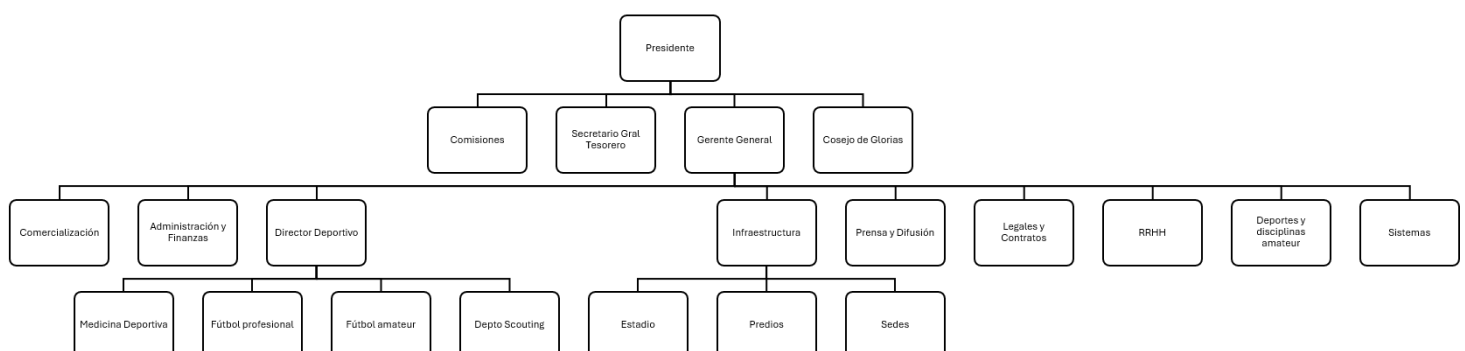 Presidente
Comisiones
Secretario Gral
Tesorero
Gerente General
Cosejo de Glorias
Comercialización
Administración y
Finanzas
Director Deportivo
Infraestructura
Prensa y Difusión
Legales y
Contratos
RRHH
Deportes y
disciplinas
amateur
Sistemas
Medicina Deportiva
Fútbol profesional
Fútbol amateur
Depto Scouting
Estadio
Predios
Sedes